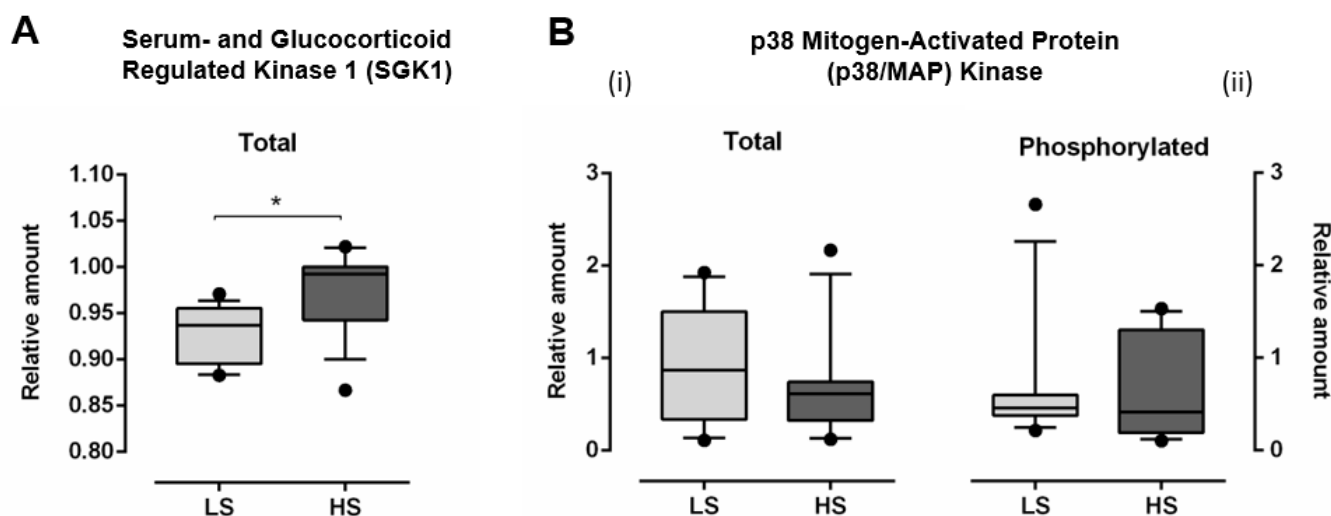 A
Serum- and Glucocorticoid
Regulated Kinase 1 (SGK1)
Total
1.10
1.05
1.00
0.95
0.90
0.85
0.80
Relative amount
*
LS
HS
B
p38 Mitogen-Activated Protein
(p38/MAP) Kinase
(i)
Total
3
2
1
0
Relative amount
LS
HS
(ii)
Phosphorylated
3
2
1
0
Relative amount
LS
HS